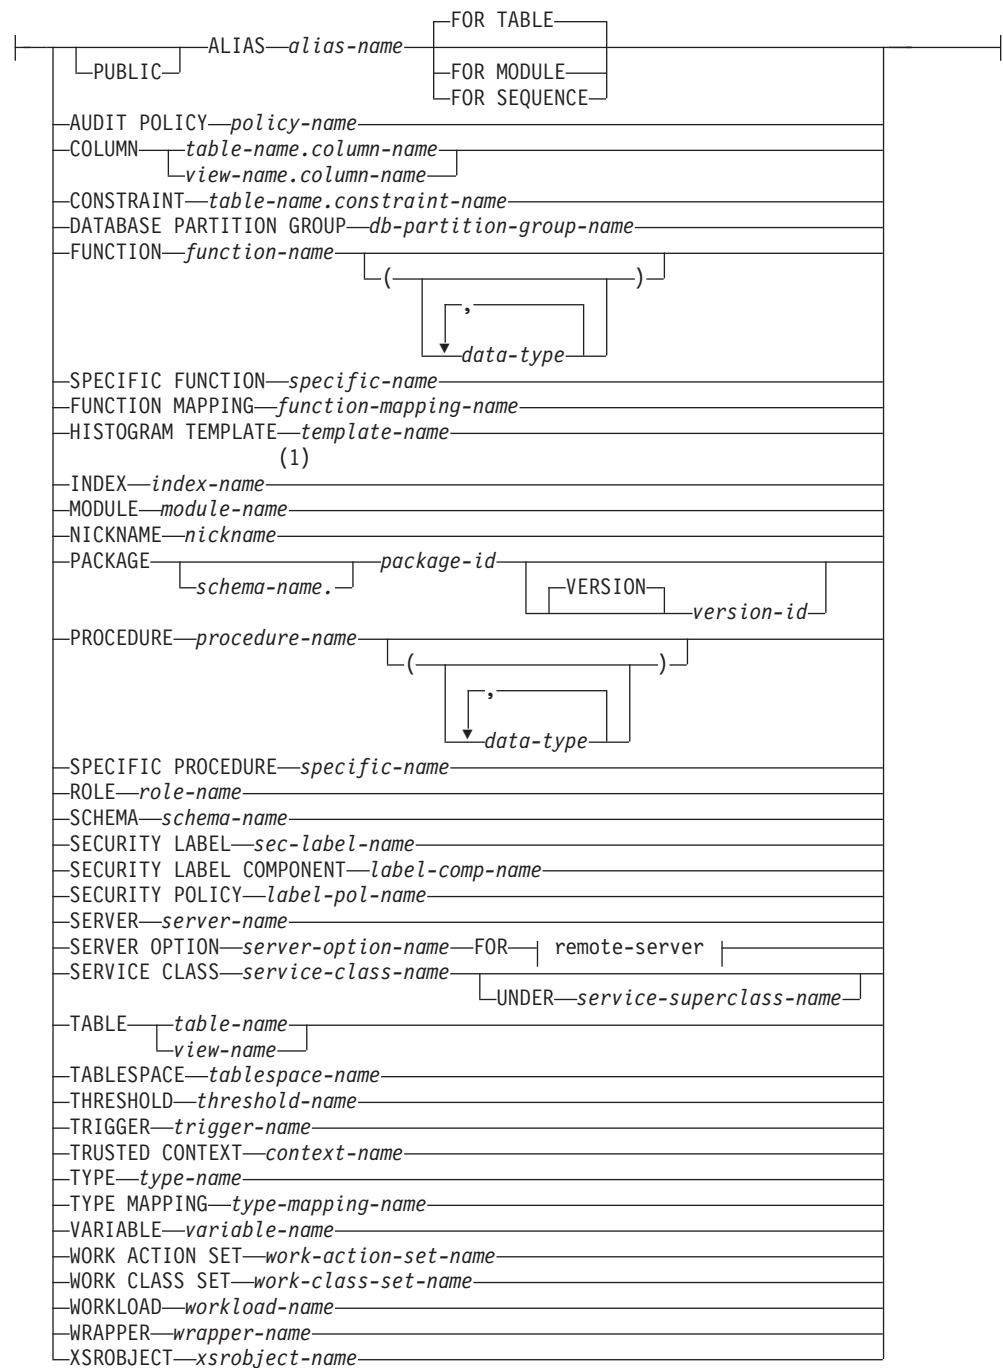 FOR TABLE
ALIAS alias-name
PUBLIC FOR MODULE
FOR SEQUENCE
AUDIT POLICY policy-name
COLUMN table-name.column-name
view-name.column-name
CONSTRAINT table-name.constraint-name
DATABASE PARTITION GROUP db-partition-group-name
FUNCTION function-name
( )
,
data-type
SPECIFIC FUNCTION specific-name
FUNCTION MAPPING function-mapping-name
HISTOGRAM TEMPLATE template-name
(1)
INDEX index-name
MODULE module-name
NICKNAME nickname
PACKAGE package-id
schema-name. VERSION
version-id
PROCEDURE procedure-name
( )
,
data-type
SPECIFIC PROCEDURE specific-name
ROLE role-name
SCHEMA schema-name
SECURITY LABEL sec-label-name
SECURITY LABEL COMPONENT label-comp-name
SECURITY POLICY label-pol-name
SERVER server-name
SERVER OPTION server-option-name FOR remote-server
SERVICE CLASS service-class-name
UNDER service-superclass-name
TABLE table-name
view-name
TABLESPACE tablespace-name
THRESHOLD threshold-name
TRIGGER trigger-name
TRUSTED CONTEXT context-name
TYPE type-name
TYPE MAPPING type-mapping-name
VARIABLE variable-name
WORK ACTION SET work-action-set-name
WORK CLASS SET work-class-set-name
WORKLOAD workload-name
WRAPPER wrapper-name
XSROBJECT xsrobject-name